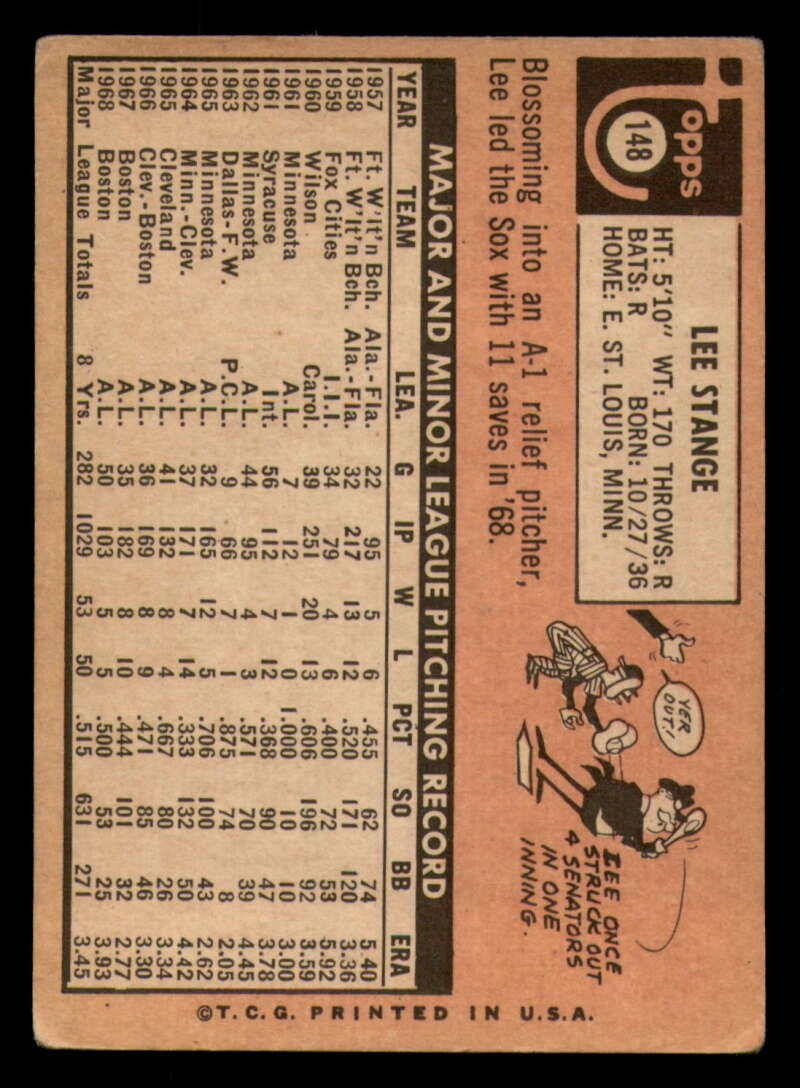 Topps
148
LEE STANGE
HT: 5'10" WT: 170 THROWS: R
BATS: R BORN: 10/27/36
HOME: E. ST. LOUIS, MINN.
YER
OUT!
LEE ONCE
STRUCK OUT
4 SENATORS
IN ONE
INNING.
Blossoming into an A-1 relief pitcher,
Lee led the Sox with 11 saves in '68.
MAJOR AND MINOR LEAGUE PITCHING RECORD
YEAR TEAM LEA. G IP W L PCT SO BB ERA
1957 Ft. W'lt'n Bch. Ala.-Fla. 22 95 5 6 .455 62 74 5.40
1958 Ft. W'lt'n Bch. Ala.-Fla. 32 217 13 12 .520 171 120 3.36
1959 Fox Cities I.I.I. 34 79 4 6 .400 72 53 5.92
1960 Wilson Carol. 39 251 20 13 .606 196 92 3.59
1961 Minnesota A.L. 7 12 1 0 1.000 10 10 3.00
1961 Syracuse Int. 56 112 7 12 .368 90 47 3.78
1962 Minnesota A.L. 44 95 4 3 .571 70 39 4.45
1963 Dallas-F.W. P.C.L. 9 66 7 1 .875 74 8 2.05
1965 Minnesota A.L. 32 165 12 5 .706 100 43 2.62
1964 Minn.-Clev. A.L. 37 171 7 14 .333 132 50 4.42
1965 Cleveland A.L. 41 132 8 4 .667 80 26 3.34
1966 Clev.-Boston A.L. 36 169 8 9 .471 85 46 3.30
1967 Boston A.L. 35 182 8 10 .444 101 32 2.77
1968 Boston A.L. 50 103 5 5 .500 53 25 3.93
Major League Totals 8 Yrs. 282 1029 53 50 .515 631 271 3.45
©T.C.G. PRINTED IN U.S.A.